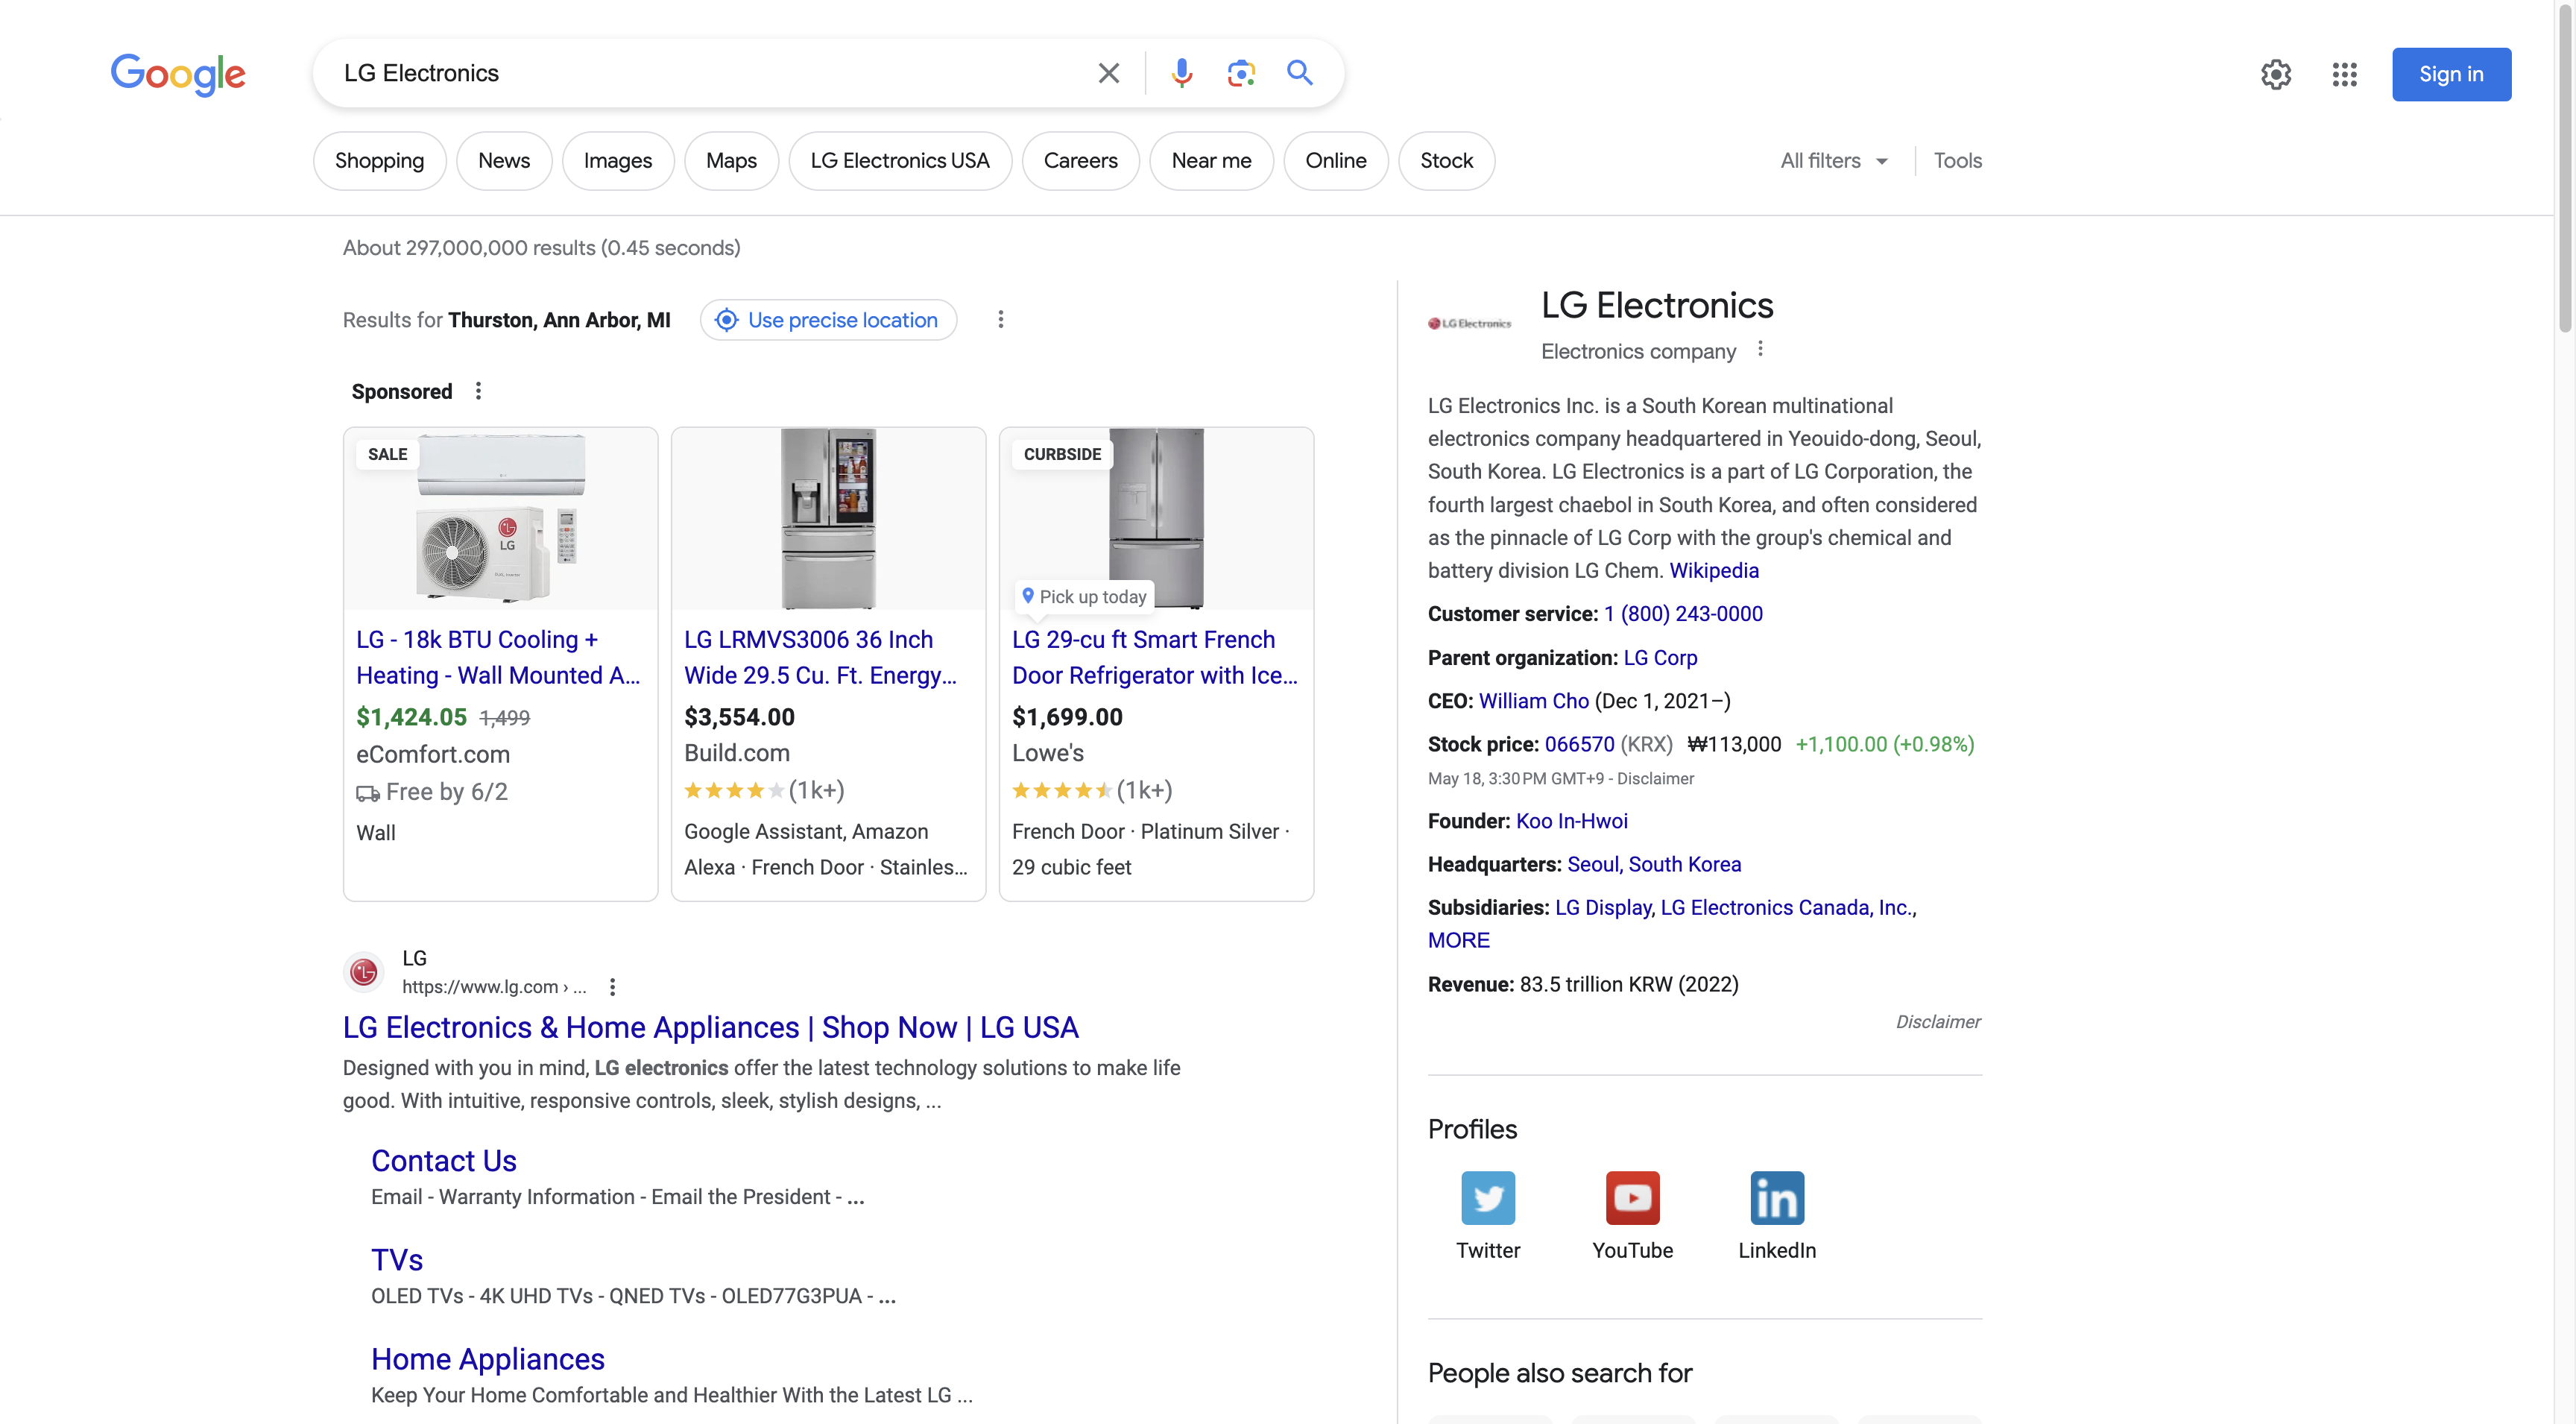 Google
LG Electronics
Sign in
Shopping
News
Images
Maps
LG Electronics USA
Careers
Near me
Online
Stock
All filters
Tools
About 297,000,000 results (0.45 seconds)
Results for Thurston, Ann Arbor, MI
Use precise location
Sponsored
SALE
LG
LG - 18k BTU Cooling +
Heating - Wall Mounted A...
$1,424.05 1,499
eComfort.com
Free by 6/2
Wall
LG LRMVS3006 36 Inch
Wide 29.5 Cu. Ft. Energy...
$3,554.00
Build.com
(1k+)
Google Assistant, Amazon
Alexa · French Door · Stainles...
CURBSIDE
Pick up today
LG 29-cu ft Smart French
Door Refrigerator with Ice...
$1,699.00
Lowe's
(1k+)
French Door · Platinum Silver ·
29 cubic feet
LG
https://www.lg.com › ...
LG Electronics & Home Appliances | Shop Now | LG USA
Designed with you in mind, LG electronics offer the latest technology solutions to make life
good. With intuitive, responsive controls, sleek, stylish designs, ...
Contact Us
Email - Warranty Information - Email the President - ...
TVs
OLED TVs - 4K UHD TVs - QNED TVs - OLED77G3PUA - ...
Home Appliances
Keep Your Home Comfortable and Healthier With the Latest LG ...
LG Electronics
LG Electronics
Electronics company
LG Electronics Inc. is a South Korean multinational
electronics company headquartered in Yeouido-dong, Seoul,
South Korea. LG Electronics is a part of LG Corporation, the
fourth largest chaebol in South Korea, and often considered
as the pinnacle of LG Corp with the group's chemical and
battery division LG Chem. Wikipedia
Customer service: 1 (800) 243-0000
Parent organization: LG Corp
CEO: William Cho (Dec 1, 2021–)
Stock price: 066570 (KRX) ₩113,000 +1,100.00 (+0.98%)
May 18, 3:30 PM GMT+9 - Disclaimer
Founder: Koo In-Hwoi
Headquarters: Seoul, South Korea
Subsidiaries: LG Display, LG Electronics Canada, Inc.,
MORE
Revenue: 83.5 trillion KRW (2022)
Disclaimer
Profiles
Twitter
YouTube
in
LinkedIn
People also search for